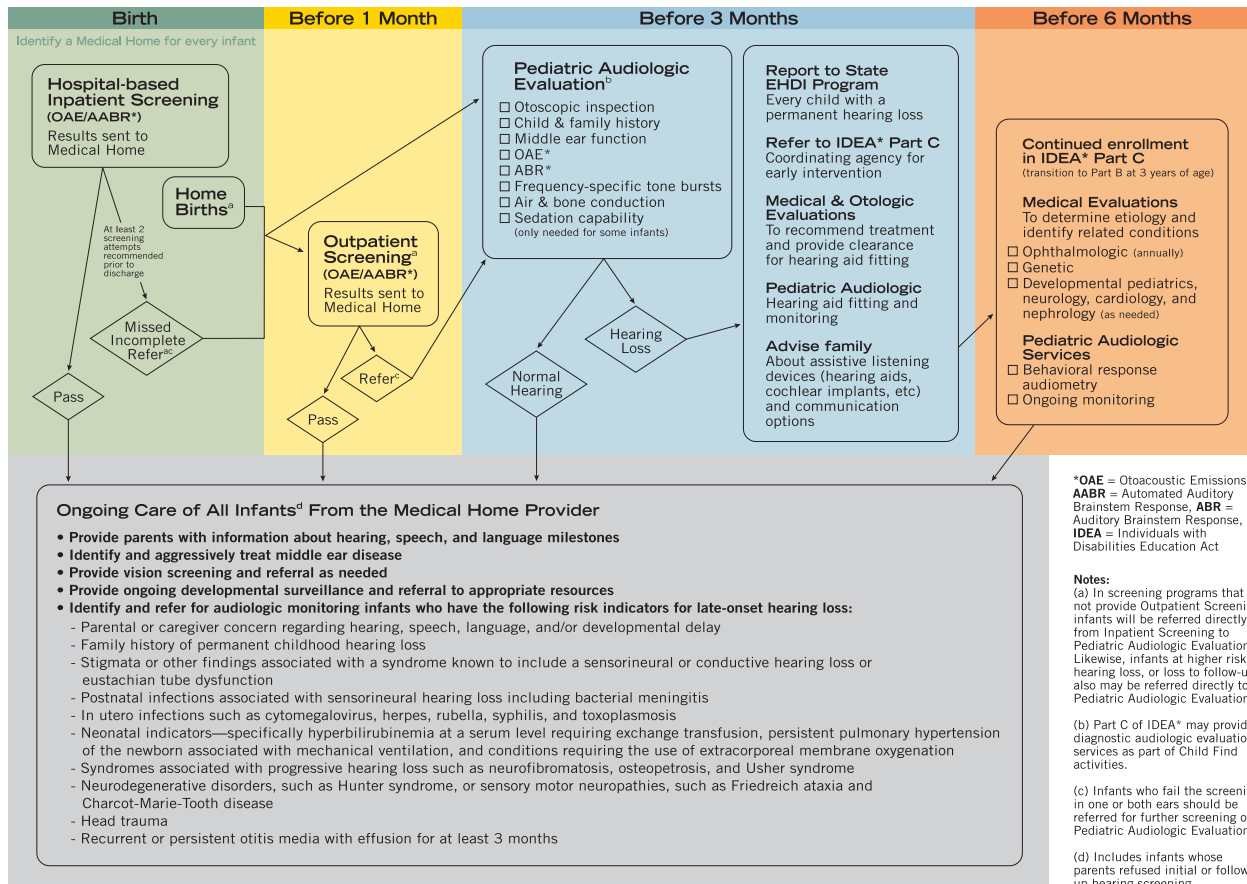 Birth
Identify a Medical Home for every infant
Hospital-based
Inpatient Screening
(OAE/AABR*)
Results sent to
Medical Home
Home
Birthsᵃ
At least 2
screening
attempts
recommended
prior to
discharge
Missed
Incomplete
Referᵃᶜ
Pass
Before 1 Month
Outpatient
Screeningᵃ
(OAE/AABR*)
Results sent to
Medical Home
Referᶜ
Pass
Before 3 Months
Pediatric Audiologic
Evaluationᵇ
☐ Otoscopic inspection
☐ Child & family history
☐ Middle ear function
☐ OAE*
☐ ABR*
☐ Frequency-specific tone bursts
☐ Air & bone conduction
☐ Sedation capability
(only needed for some infants)
Hearing
Loss
Normal
Hearing
Report to State
EHDI Program
Every child with a
permanent hearing loss
Refer to IDEA* Part C
Coordinating agency for
early intervention
Medical & Otologic
Evaluations
To recommend treatment
and provide clearance
for hearing aid fitting
Pediatric Audiologic
Hearing aid fitting and
monitoring
Advise family
About assistive listening
devices (hearing aids,
cochlear implants, etc)
and communication
options
Before 6 Months
Continued enrollment
in IDEA* Part C
(transition to Part B at 3 years of age)
Medical Evaluations
To determine etiology and
identify related conditions
☐ Ophthalmologic (annually)
☐ Genetic
☐ Developmental pediatrics,
neurology, cardiology, and
nephrology (as needed)
Pediatric Audiologic
Services
☐ Behavioral response
audiometry
☐ Ongoing monitoring
Ongoing Care of All Infantsᵈ From the Medical Home Provider
• Provide parents with information about hearing, speech, and language milestones
• Identify and aggressively treat middle ear disease
• Provide vision screening and referral as needed
• Provide ongoing developmental surveillance and referral to appropriate resources
• Identify and refer for audiologic monitoring infants who have the following risk indicators for late-onset hearing loss:
- Parental or caregiver concern regarding hearing, speech, language, and/or developmental delay
- Family history of permanent childhood hearing loss
- Stigmata or other findings associated with a syndrome known to include a sensorineural or conductive hearing loss or
eustachian tube dysfunction
- Postnatal infections associated with sensorineural hearing loss including bacterial meningitis
- In utero infections such as cytomegalovirus, herpes, rubella, syphilis, and toxoplasmosis
- Neonatal indicators—specifically hyperbilirubinemia at a serum level requiring exchange transfusion, persistent pulmonary hypertension
of the newborn associated with mechanical ventilation, and conditions requiring the use of extracorporeal membrane oxygenation
- Syndromes associated with progressive hearing loss such as neurofibromatosis, osteopetrosis, and Usher syndrome
- Neurodegenerative disorders, such as Hunter syndrome, or sensory motor neuropathies, such as Friedreich ataxia and
Charcot-Marie-Tooth disease
- Head trauma
- Recurrent or persistent otitis media with effusion for at least 3 months
*OAE = Otoacoustic Emissions
AABR = Automated Auditory
Brainstem Response, ABR =
Auditory Brainstem Response,
IDEA = Individuals with
Disabilities Education Act
Notes:
(a) In screening programs that
not provide Outpatient Screeni
infants will be referred directly
from Inpatient Screening to
Pediatric Audiologic Evaluation
Likewise, infants at higher risk
hearing loss, or loss to follow-u
also may be referred directly to
Pediatric Audiologic Evaluation
(b) Part C of IDEA* may provid
diagnostic audiologic evaluatio
services as part of Child Find
activities.
(c) Infants who fail the screeni
in one or both ears should be
referred for further screening o
Pediatric Audiologic Evaluation
(d) Includes infants whose
parents refused initial or follow
up hearing screening